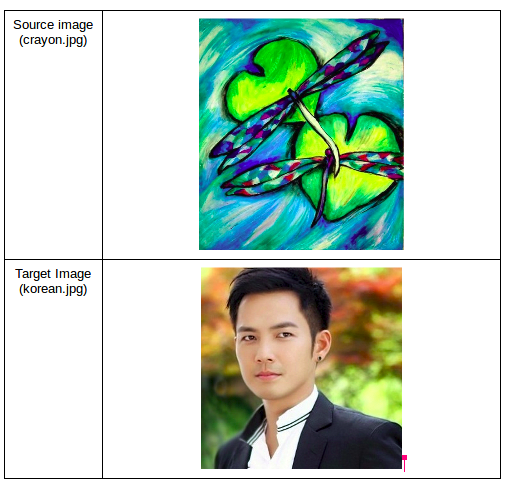 Source image
(crayon.jpg)
Target Image
(korean.jpg)